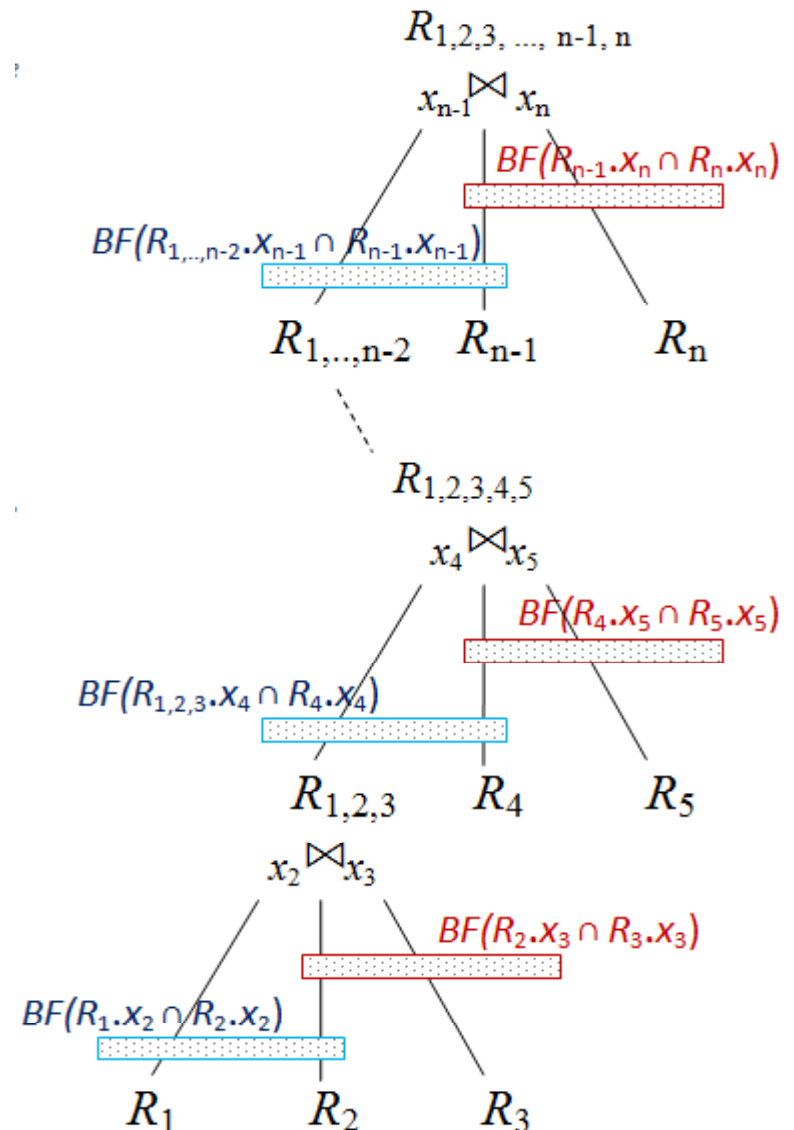 R₁,₂,₃, ..., ₙ₋₁, ₙ
xₙ₋₁ ⋈ xₙ
BF(Rₙ₋₁.xₙ ∩ Rₙ.xₙ)
BF(R₁,..,ₙ₋₂.xₙ₋₁ ∩ Rₙ₋₁.xₙ₋₁)
R₁,..,ₙ₋₂ Rₙ₋₁ Rₙ
R₁,₂,₃,₄,₅
x₄ ⋈ x₅
BF(R₄.x₅ ∩ R₅.x₅)
BF(R₁,₂,₃.x₄ ∩ R₄.x₄)
R₁,₂,₃ R₄ R₅
x₂ ⋈ x₃
BF(R₂.x₃ ∩ R₃.x₃)
BF(R₁.x₂ ∩ R₂.x₂)
R₁ R₂ R₃